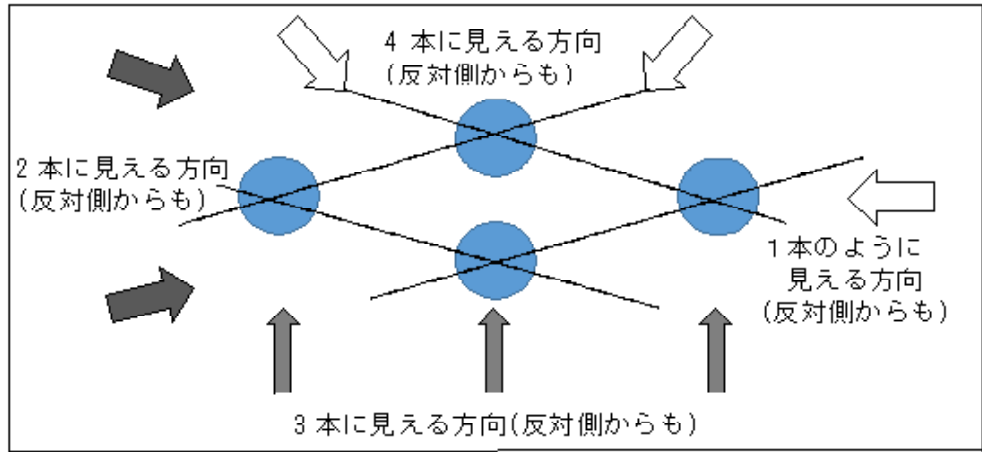 4 本に見える方向
(反対側からも)
2 本に見える方向
(反対側からも)
1 本のように
見える方向
(反対側からも)
3 本に見える方向(反対側からも)